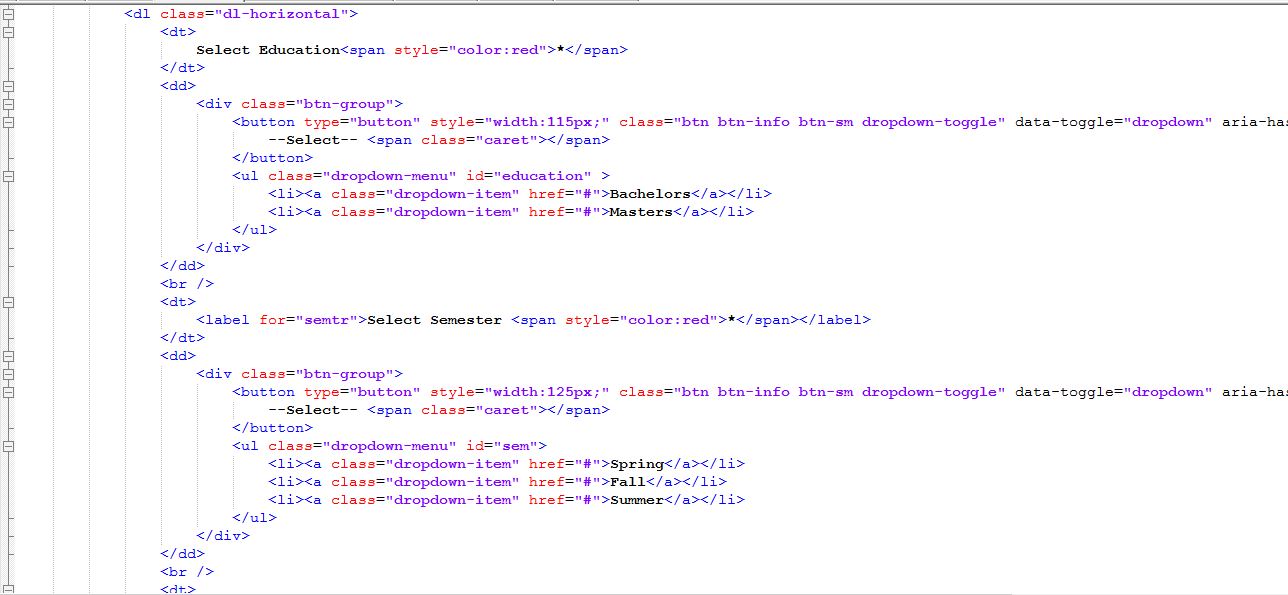 <dl class="dl-horizontal">
<dt>
Select Education<span style="color:red">*</span>
</dt>
<dd>
<div class="btn-group">
<button type="button" style="width:115px;" class="btn btn-info btn-sm dropdown-toggle" data-toggle="dropdown" aria-has
--Select-- <span class="caret"></span>
</button>
<ul class="dropdown-menu" id="education" >
<li><a class="dropdown-item" href="#">Bachelors</a></li>
<li><a class="dropdown-item" href="#">Masters</a></li>
</ul>
</div>
</dd>
<br />
<dt>
<label for="semtr">Select Semester <span style="color:red">*</span></label>
</dt>
<dd>
<div class="btn-group">
<button type="button" style="width:125px;" class="btn btn-info btn-sm dropdown-toggle" data-toggle="dropdown" aria-has
--Select-- <span class="caret"></span>
</button>
<ul class="dropdown-menu" id="sem">
<li><a class="dropdown-item" href="#">Spring</a></li>
<li><a class="dropdown-item" href="#">Fall</a></li>
<li><a class="dropdown-item" href="#">Summer</a></li>
</ul>
</div>
</dd>
<br />
<dt>